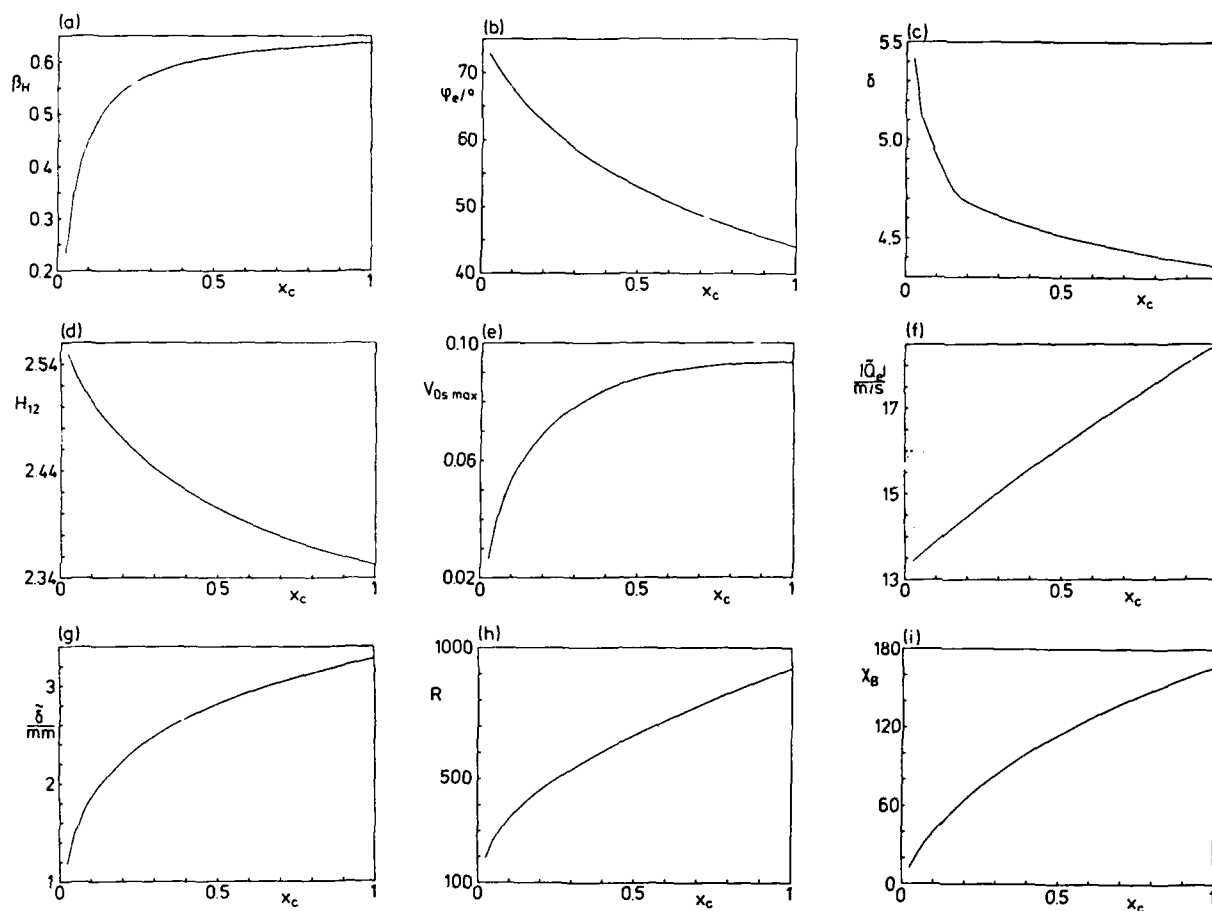 (a)
0.6
β_H
0.5
0.4
0.3
0.2
0 0.5 x_c 1
(b)
70
φ_e/°
60
50
40
0 0.5 x_c 1
(c)
5.5
δ
5.0
4.5
0 0.5 x_c 1
(d)
2.54
H₁₂
2.44
2.34
0 0.5 x_c 1
(e)
0.10
V_0s max
0.06
0.02
0 0.5 x_c 1
(f)
|Q̃_e|
m/s
17
15
13
0 0.5 x_c 1
(g)
3
δ̃
mm
2
1
0 0.5 x_c 1
(h)
1000
R
500
100
0 0.5 x_c 1
(i)
180
χ_B
120
60
0
0 0.5 x_c 1